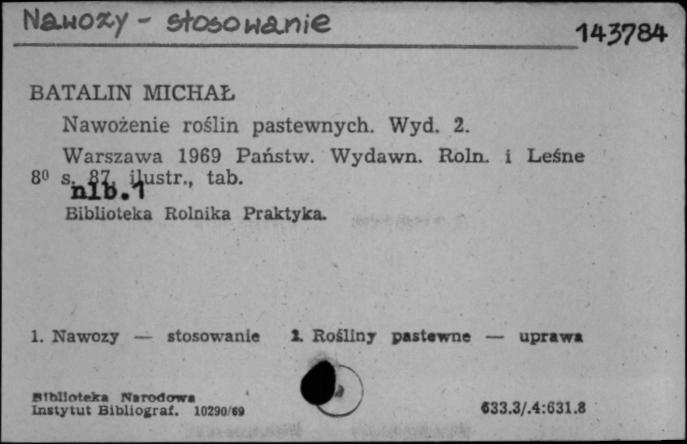 Nawozy - stosowanie
143784
BATALIN MICHAŁ
Nawożenie roślin pastewnych. Wyd. 2.
Warszawa 1969 Państw. Wydawn. Roln. i Leśne
8⁰ s. 87, ilustr., tab.
nlb.1
Biblioteka Rolnika Praktyka.
1. Nawozy — stosowanie 2. Rośliny pastewne — uprawa
Biblioteka Narodowa
Instytut Bibliograf. 10290/69
633.3/.4:631.8